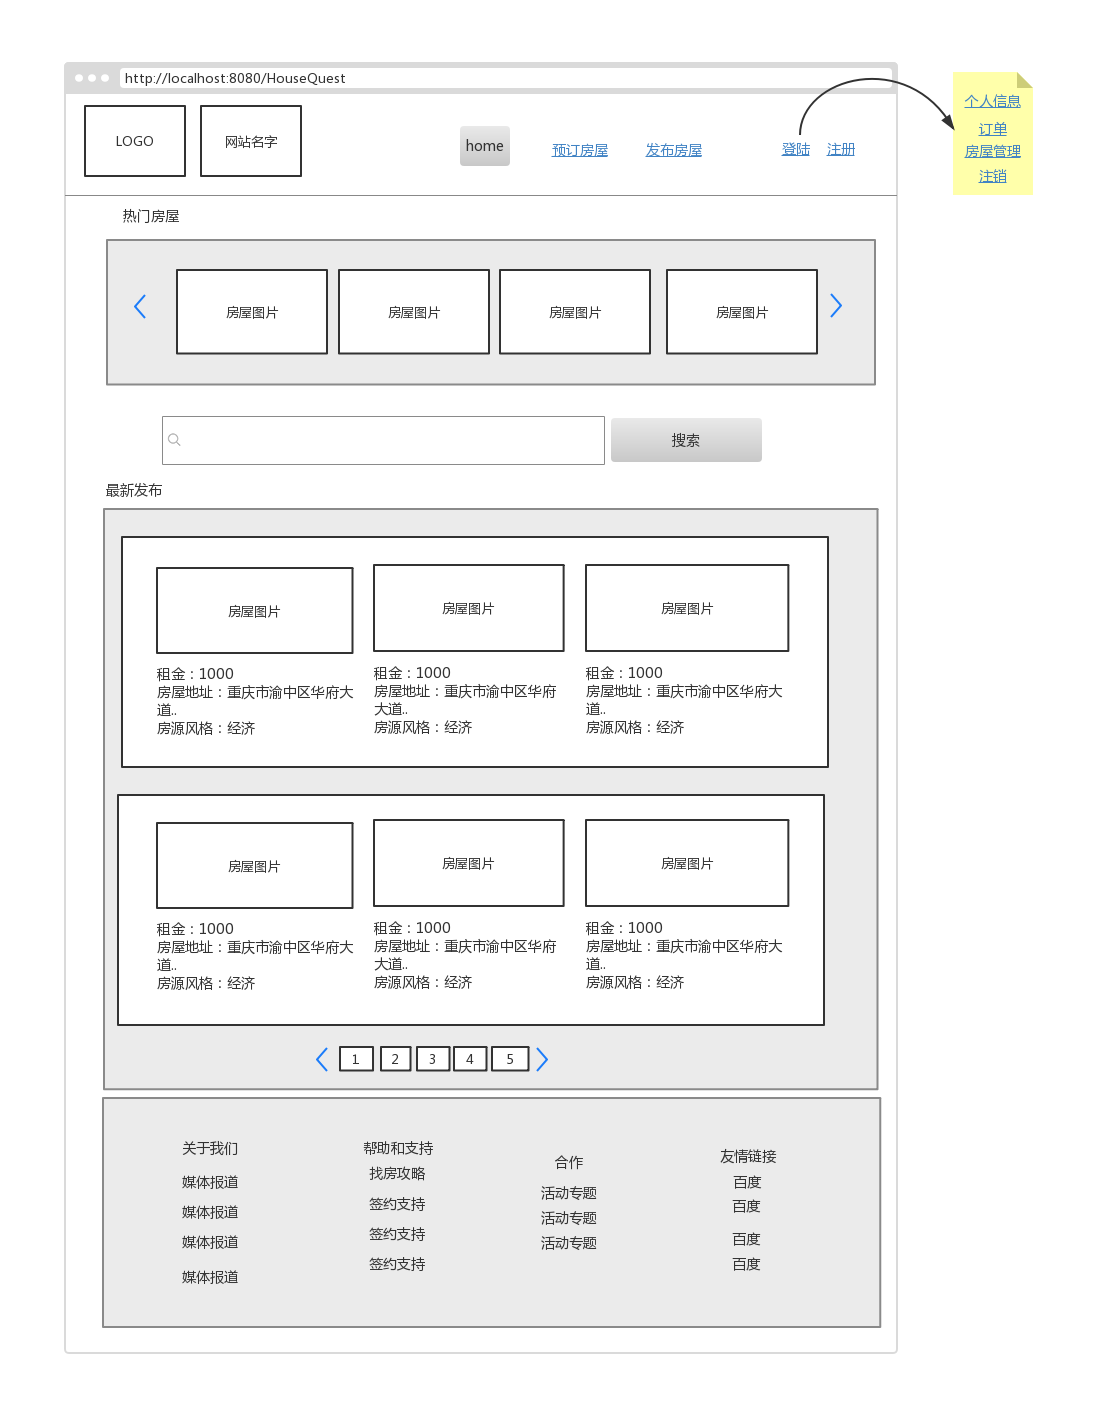 http://localhost:8080/HouseQuest
LOGO
网站名字
home
预订房屋
发布房屋
登陆
注册
个人信息
订单
房屋管理
注销
热门房屋
房屋图片
房屋图片
房屋图片
房屋图片
搜索
最新发布
房屋图片
房屋图片
房屋图片
租金：1000
房屋地址：重庆市渝中区华府大
道..
房源风格：经济
租金：1000
房屋地址：重庆市渝中区华府
大道..
房源风格：经济
租金：1000
房屋地址：重庆市渝中区华府大
道..
房源风格：经济
房屋图片
房屋图片
房屋图片
租金：1000
房屋地址：重庆市渝中区华府大
道..
房源风格：经济
租金：1000
房屋地址：重庆市渝中区华府
大道..
房源风格：经济
租金：1000
房屋地址：重庆市渝中区华府大
道..
房源风格：经济
1
2
3
4
5
关于我们
媒体报道
媒体报道
媒体报道
媒体报道
帮助和支持
找房攻略
签约支持
签约支持
签约支持
合作
活动专题
活动专题
活动专题
友情链接
百度
百度
百度
百度